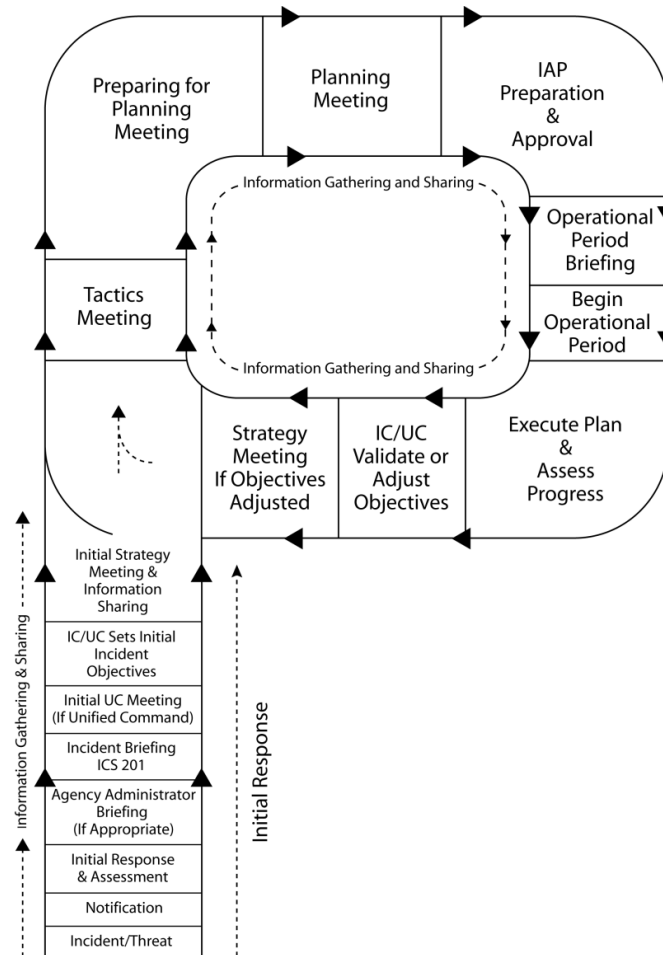 Preparing for
Planning
Meeting
Planning
Meeting
IAP
Preparation
&
Approval
Information Gathering and Sharing
Operational
Period
Briefing
Tactics
Meeting
Begin
Operational
Period
Information Gathering and Sharing
Strategy
Meeting
If Objectives
Adjusted
IC/UC
Validate or
Adjust
Objectives
Execute Plan
&
Assess
Progress
Initial Strategy
Meeting &
Information
Sharing
IC/UC Sets Initial
Incident
Objectives
Initial UC Meeting
(If Unified Command)
Incident Briefing
ICS 201
Agency Administrator
Briefing
(If Appropriate)
Initial Response
& Assessment
Notification
Incident/Threat
Information Gathering & Sharing
Initial Response